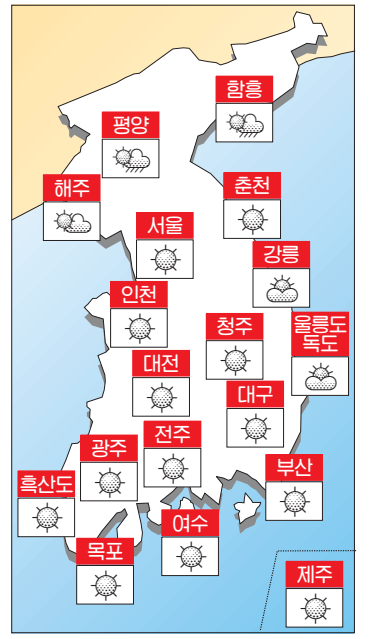 함흥
평양
해주
춘천
서울
강릉
인천
청주
울릉도
독도
대전
대구
전주
광주
부산
흑산도
여수
목포
제주